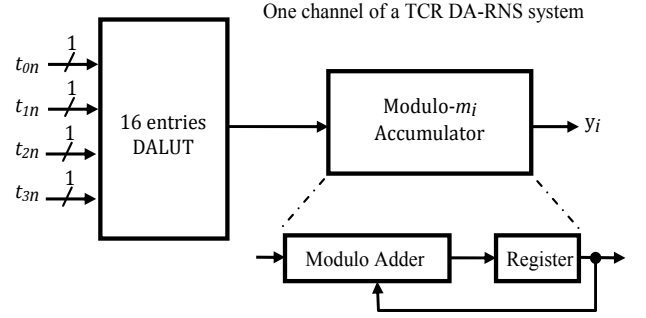 One channel of a TCR DA-RNS system
t0n
1
t1n
1
t2n
1
t3n
1
16 entries
DALUT
Modulo-mi
Accumulator
yi
Modulo Adder
Register